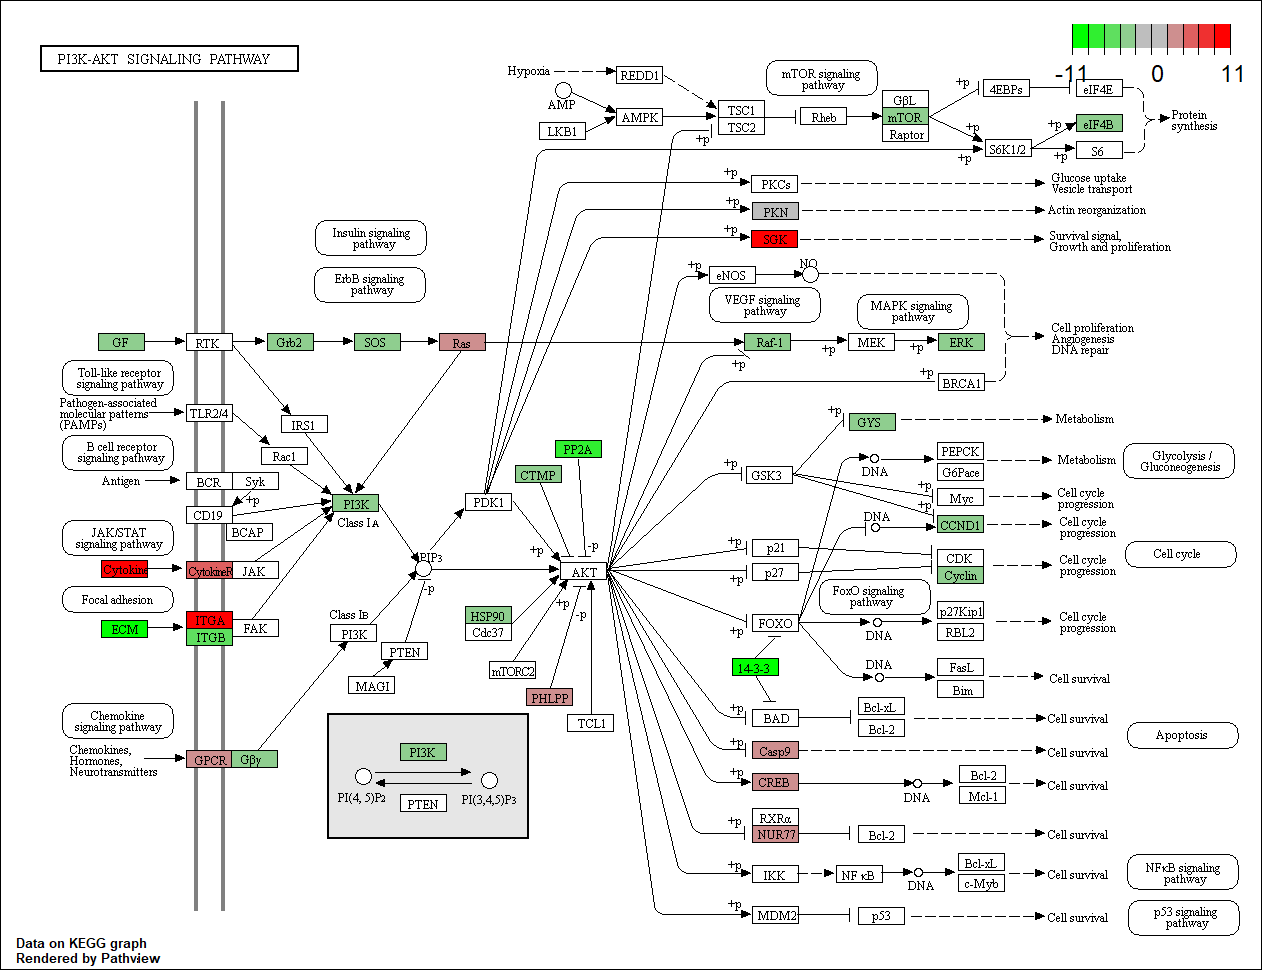 PI3K-AKT SIGNALING PATHWAY
-11 0 11
Hypoxia
REDD1
mTOR signaling
pathway
AMP
LKB1
AMPK
TSC1
TSC2
Rheb
GβL
mTOR
Raptor
+p
4EBPs
eIF4E
+p
eIF4B
Protein
synthesis
+p
+p
+p
S6K1/2
+p
S6
+p
PKCs
Glucose uptake
Vesicle transport
+p
PKN
Actin reorganization
+p
SGK
Survival signal,
Growth and proliferation
Insulin signaling
pathway
ErbB signaling
pathway
+p
eNOS
NO
VEGF signaling
pathway
MAPK signaling
pathway
GF
RTK
Grb2
SOS
Ras
Raf-1
+p
+p
MEK
+p
ERK
Cell proliferation
Angiogenesis
DNA repair
+p
BRCA1
Toll-like receptor
signaling pathway
Pathogen-associated
molecular patterns
(PAMPs)
TLR2/4
IRS1
Rac1
B cell receptor
signaling pathway
Antigen
BCR
Syk
+p
CD19
BCAP
PI3K
Class IA
PDK1
CTMP
PP2A
+p
-p
AKT
PIP3
-p
JAK/STAT
signaling pathway
Cytokine
CytokineR
JAK
Focal adhesion
ECM
ITGA
ITGB
FAK
Class IB
PI3K
PTEN
MAGI
HSP90
Cdc37
mTORC2
+p
-p
PHLPP
TCL1
Chemokine
signaling pathway
Chemokines,
Hormones,
Neurotransmitters
GPCR
Gβγ
PI3K
PI(4, 5)P2
PI(3,4,5)P3
PTEN
+p
GYS
Metabolism
+p
GSK3
DNA
PEPCK
G6Pace
Metabolism
Glycolysis /
Gluconeogenesis
+p
Myc
Cell cycle
progression
+p
DNA
CCND1
Cell cycle
progression
+p
p21
+p
p27
CDK
Cyclin
Cell cycle
progression
Cell cycle
FoxO signaling
pathway
+p
FOXO
DNA
p27Kip1
RBL2
Cell cycle
progression
14-3-3
DNA
FasL
Bim
Cell survival
+p
BAD
Bcl-xL
Bcl-2
Cell survival
Apoptosis
+p
Casp9
Cell survival
+p
CREB
DNA
Bcl-2
Mcl-1
Cell survival
+p
RXRα
NUR77
Bcl-2
Cell survival
+p
IKK
NFκB
DNA
Bcl-xL
c-Myb
Cell survival
NFκB signaling
pathway
+p
MDM2
p53
Cell survival
p53 signaling
pathway
Data on KEGG graph
Rendered by Pathview